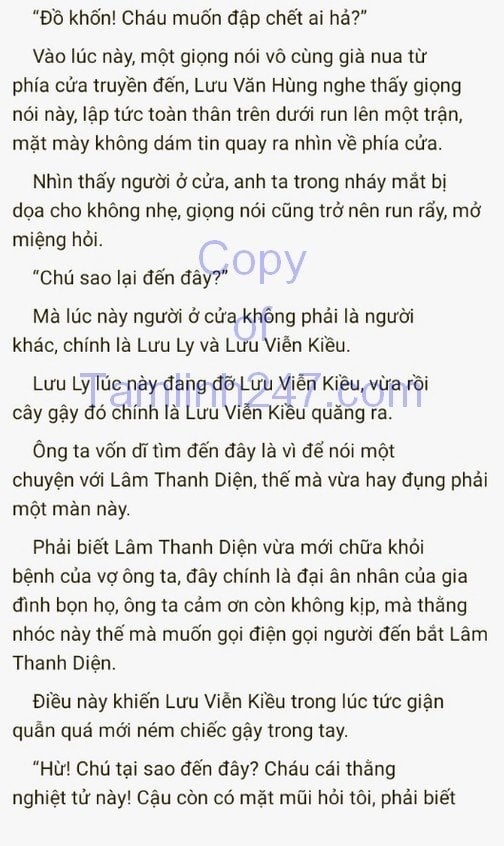 “Đồ khốn! Cháu muốn đập chết ai hả?”
Vào lúc này, một giọng nói vô cùng già nua từ
phía cửa truyền đến, Lưu Văn Hùng nghe thấy giọng
nói này, lập tức toàn thân trên dưới run lên một trận,
mặt mày không dám tin quay ra nhìn về phía cửa.
Nhìn thấy người ở cửa, anh ta trong nháy mắt bị
dọa cho không nhẹ, giọng nói cũng trở nên run rẩy, mở
miệng hỏi.
“Chú sao lại đến đây?”
Mà lúc này người ở cửa không phải là người
khác, chính là Lưu Ly và Lưu Viễn Kiều.
Lưu Ly lúc này đang đỡ Lưu Viễn Kiều, vừa rồi
cây gậy đó chính là Lưu Viễn Kiều quăng ra.
Ông ta vốn dĩ tìm đến đây là vì để nói một
chuyện với Lâm Thanh Diện, thế mà vừa hay đụng phải
một màn này.
Phải biết Lâm Thanh Diện vừa mới chữa khỏi
bệnh của vợ ông ta, đây chính là đại ân nhân của gia
đình bọn họ, ông ta cảm ơn còn không kịp, mà thằng
nhóc này thế mà muốn gọi điện gọi người đến bắt Lâm
Thanh Diện.
Điều này khiến Lưu Viễn Kiều trong lúc tức giận
quẫn quá mới ném chiếc gậy trong tay.
“Hừ! Chú tại sao đến đây? Cháu cái thằng
nghiệt tử này! Cậu còn có mặt mũi hỏi tôi, phải biết
Copy
of
Tamlinh247.com